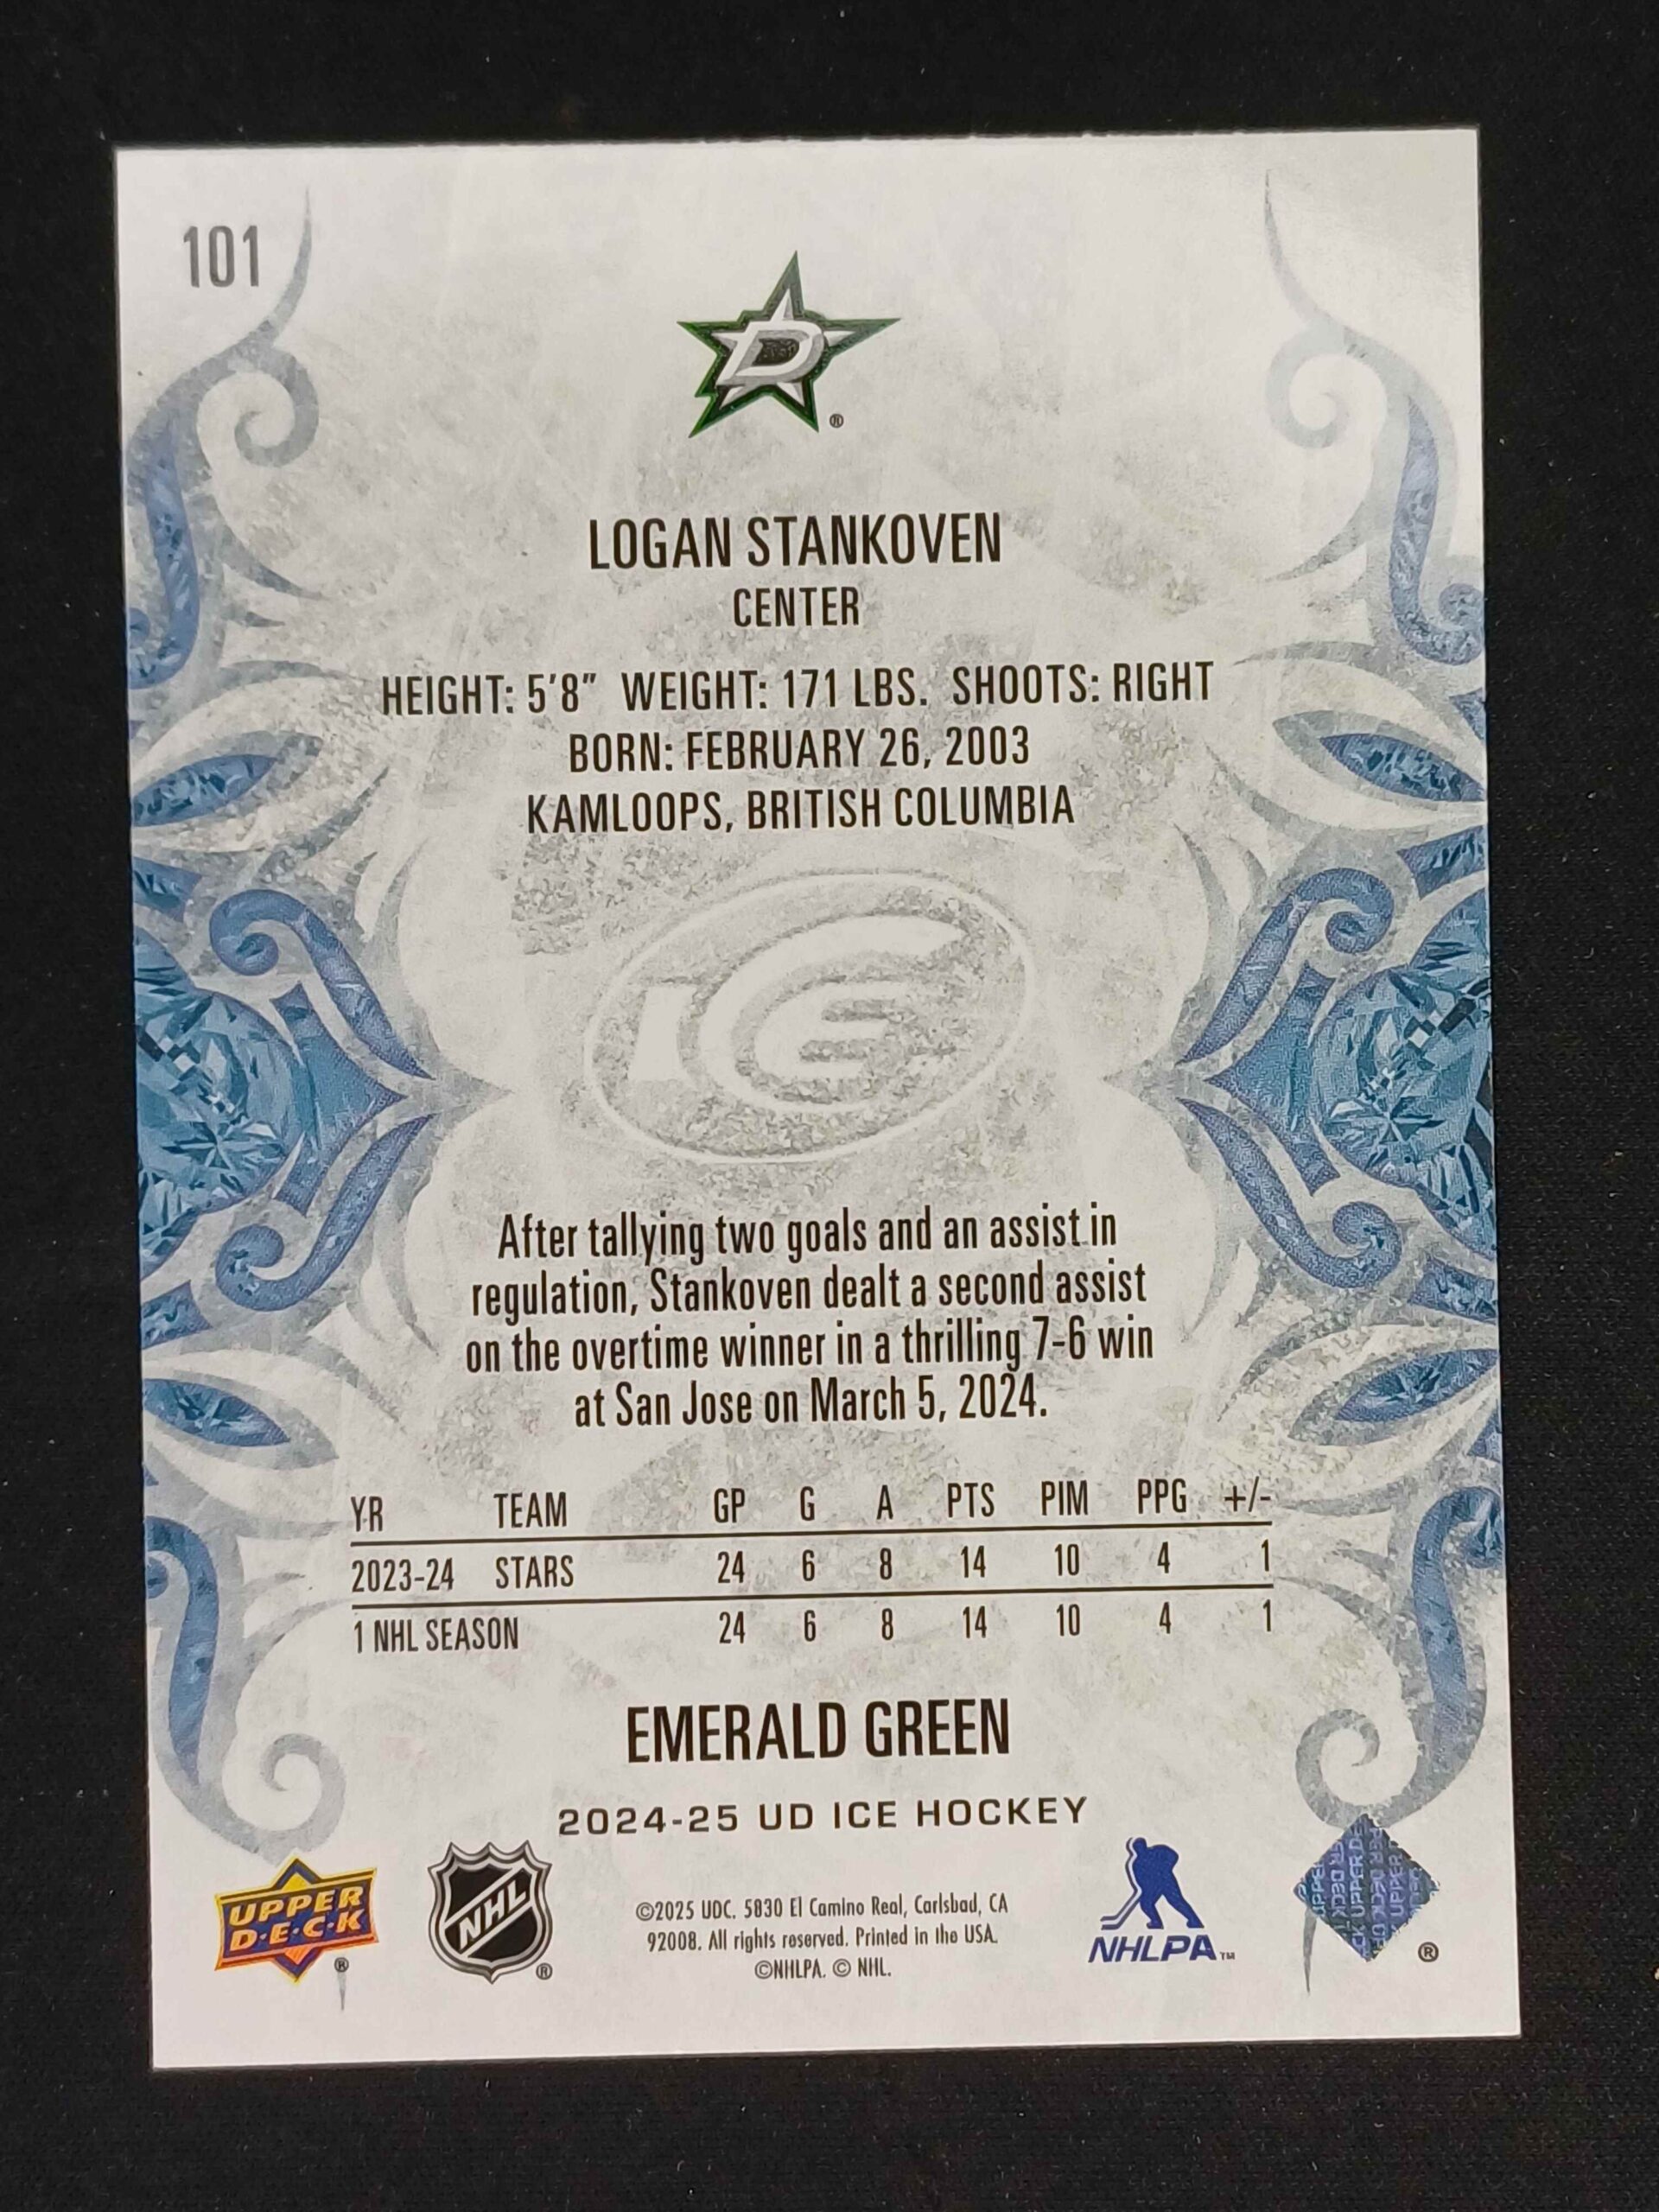 101
D
®
LOGAN STANKOVEN
CENTER
HEIGHT: 5'8" WEIGHT: 171 LBS. SHOOTS: RIGHT
BORN: FEBRUARY 26, 2003
KAMLOOPS, BRITISH COLUMBIA
ICE
After tallying two goals and an assist in
regulation, Stankoven dealt a second assist
on the overtime winner in a thrilling 7-6 win
at San Jose on March 5, 2024.
YR TEAM GP G A PTS PIM PPG +/-
2023-24 STARS 24 6 8 14 10 4 1
1 NHL SEASON 24 6 8 14 10 4 1
EMERALD GREEN
2024-25 UD ICE HOCKEY
UPPER
D·E·C·K
®
NHL
®
©2025 UDC. 5830 El Camino Real, Carlsbad, CA
92008. All rights reserved. Printed in the USA.
©NHLPA. © NHL.
NHLPA™
UPPER DECK
®